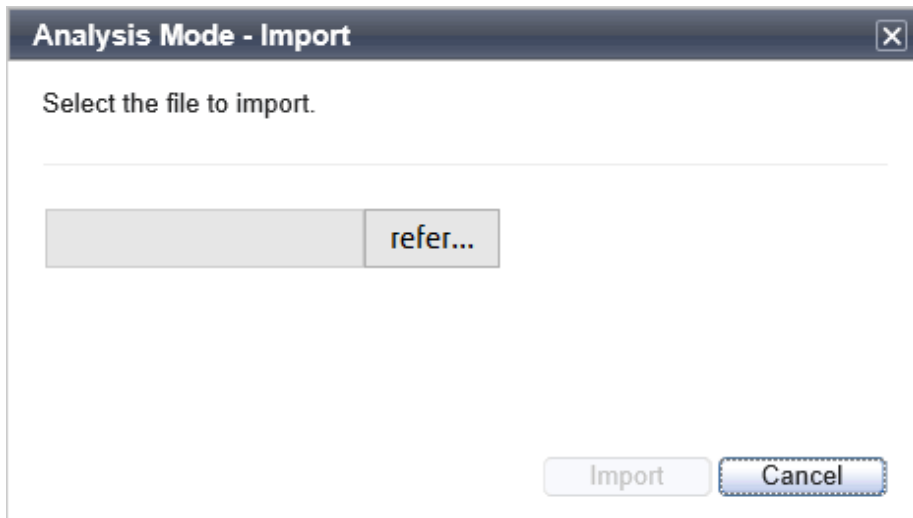 Analysis Mode - Import
Select the file to import.
refer...
Import
Cancel